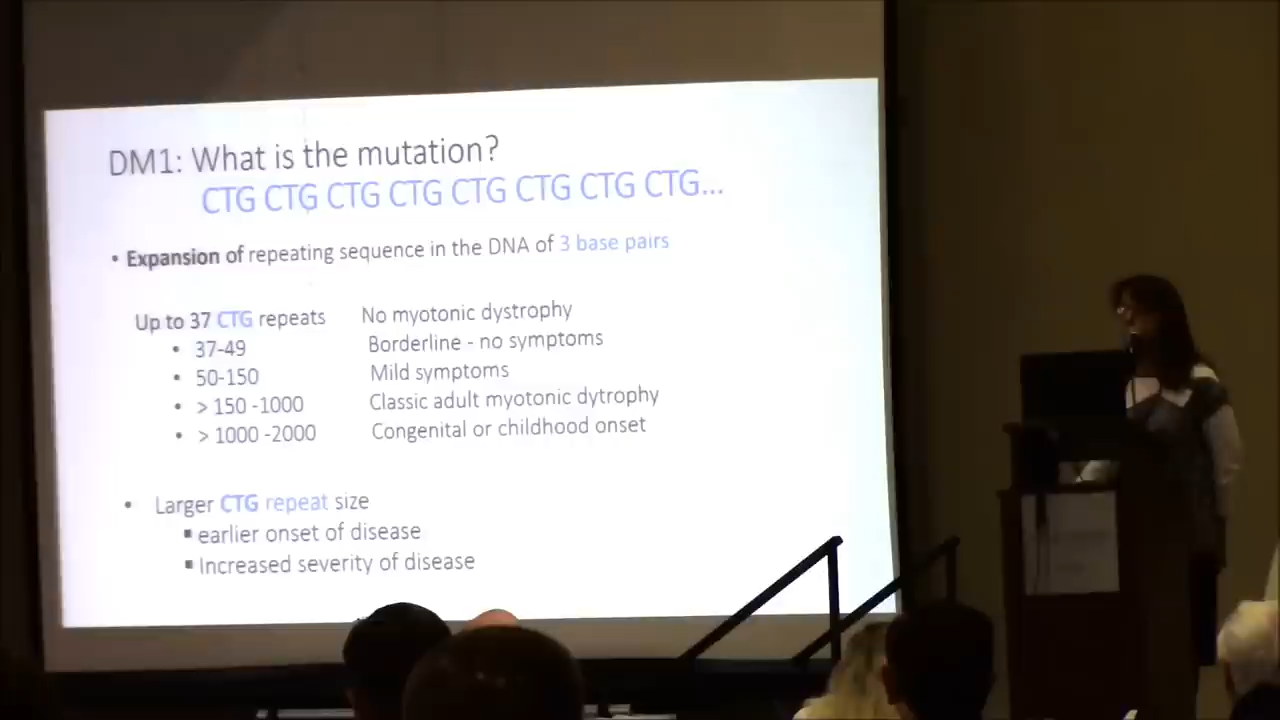 DM1: What is the mutation?
CTG CTG CTG CTG CTG CTG CTG CTG...
• Expansion of repeating sequence in the DNA of 3 base pairs
Up to 37 CTG repeats No myotonic dystrophy
• 37-49 Borderline - no symptoms
• 50-150 Mild symptoms
• > 150 -1000 Classic adult myotonic dytrophy
• > 1000 -2000 Congenital or childhood onset
• Larger CTG repeat size
▪ earlier onset of disease
▪ Increased severity of disease